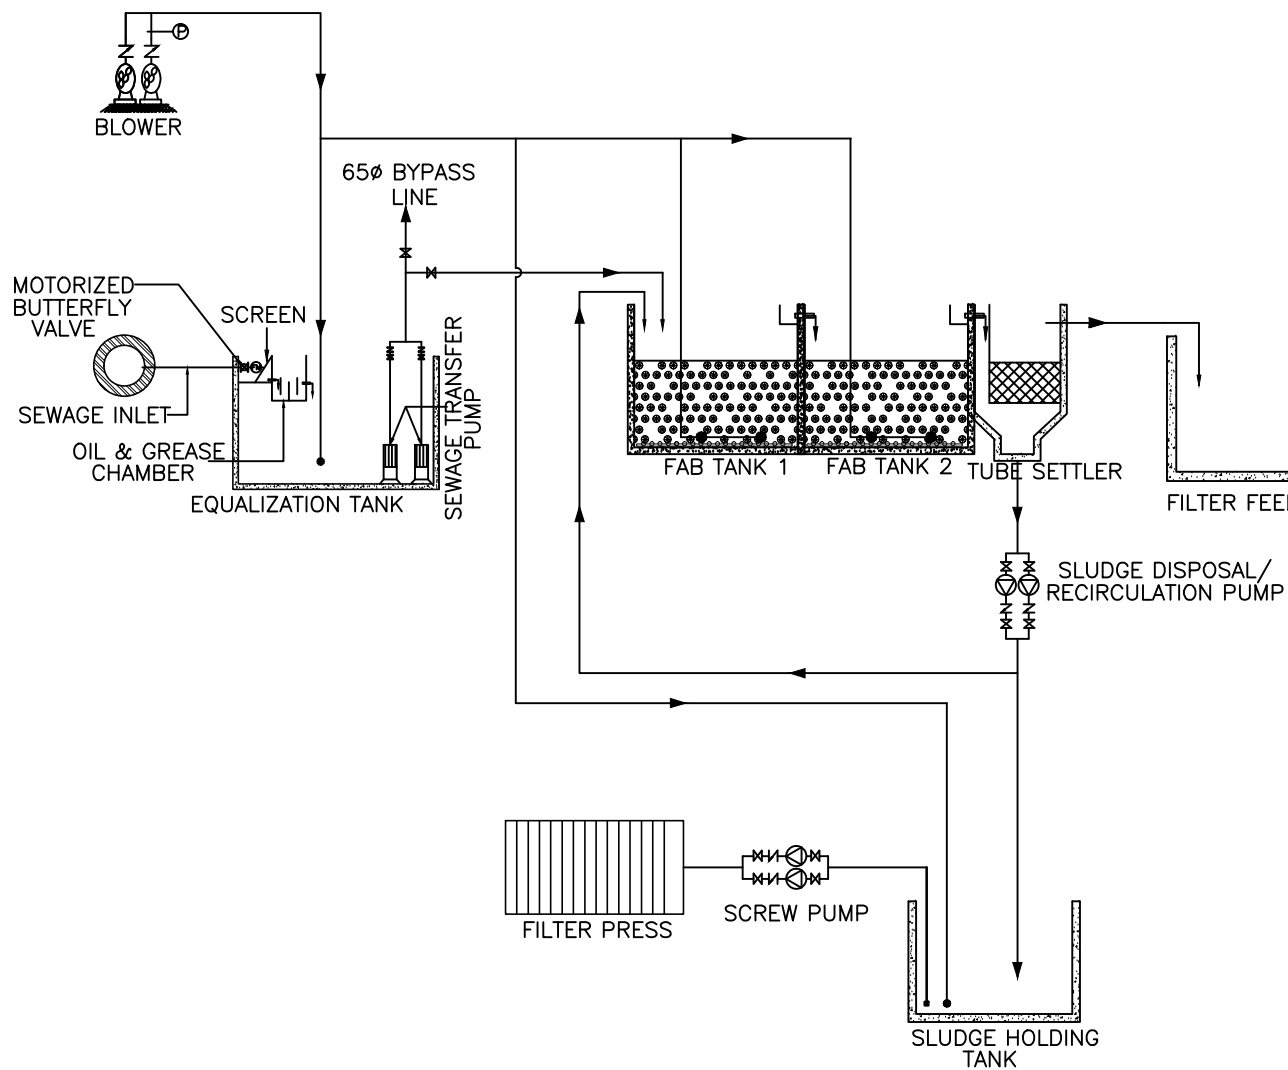 P
BLOWER
65ø BYPASS
LINE
MOTORIZED
BUTTERFLY
VALVE
SCREEN
SEWAGE INLET
OIL & GREASE
CHAMBER
EQUALIZATION TANK
SEWAGE TRANSFER
PUMP
FAB TANK 1
FAB TANK 2
TUBE SETTLER
FILTER FEE
SLUDGE DISPOSAL/
RECIRCULATION PUMP
FILTER PRESS
SCREW PUMP
SLUDGE HOLDING
TANK